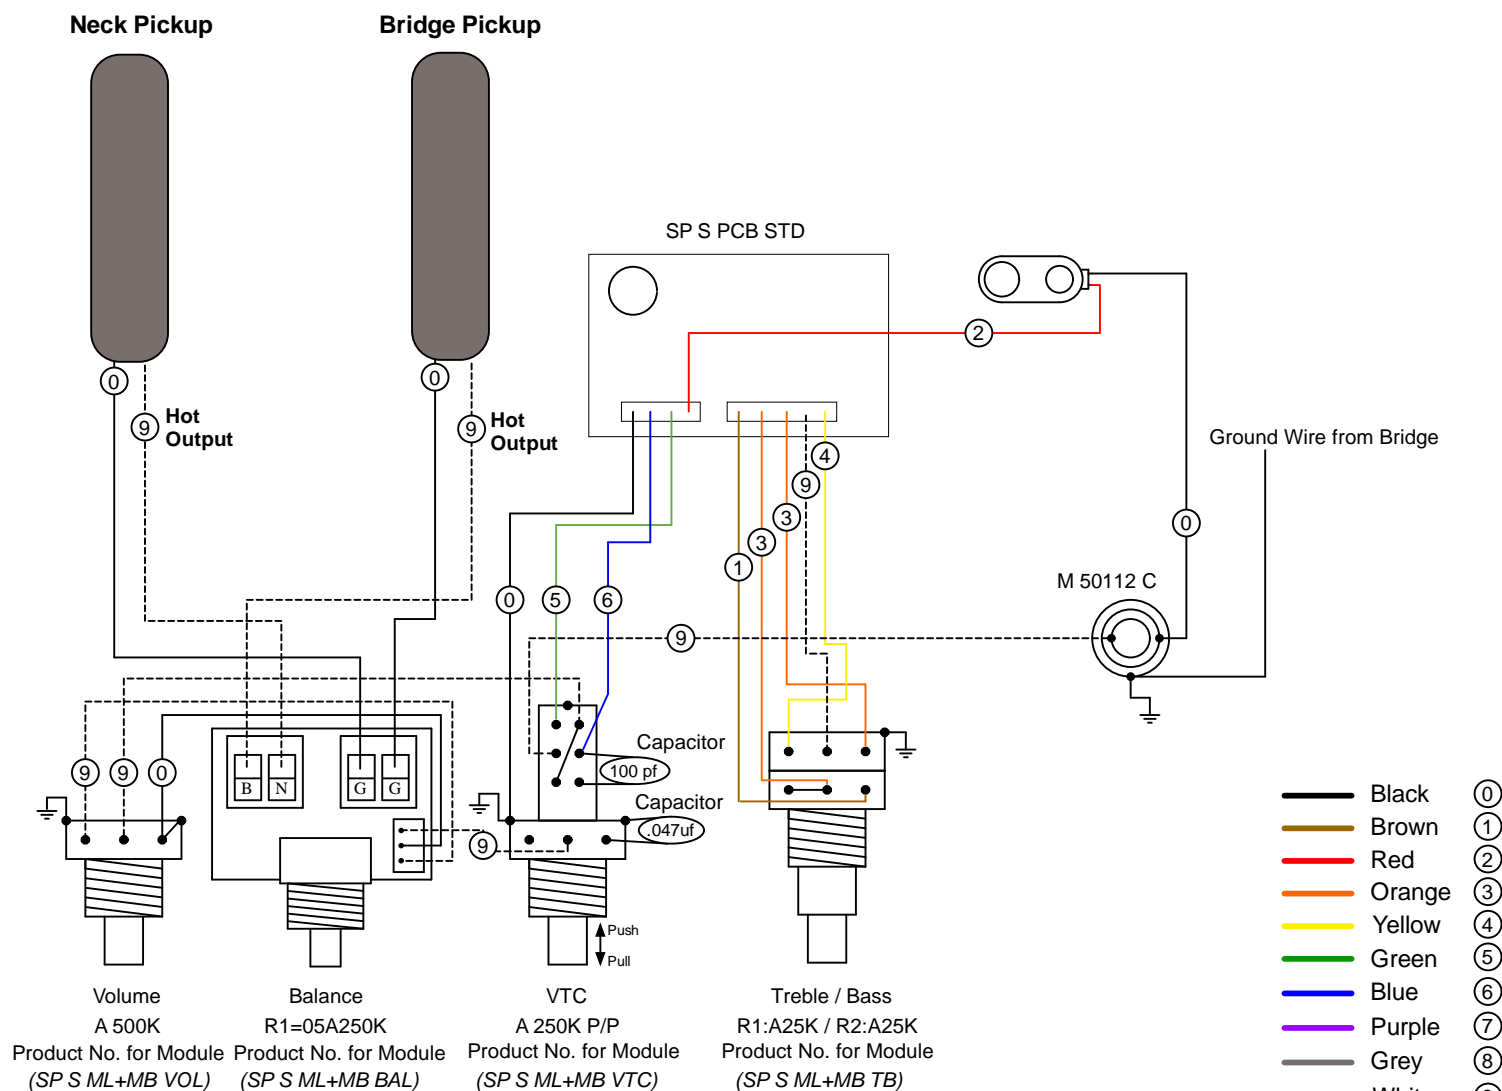 Neck Pickup
Bridge Pickup
SP S PCB STD
0
9
Hot
Output
0
9
Hot
Output
2
4
9
3
3
1
Ground Wire from Bridge
0
M 50112 C
0
5
6
9
9
9
0
B
N
G
G
9
Capacitor
100 pf
Capacitor
.047uf
Push
Pull
Volume
A 500K
Product No. for Module
(SP S ML+MB VOL)
Balance
R1=05A250K
Product No. for Module
(SP S ML+MB BAL)
VTC
A 250K P/P
Product No. for Module
(SP S ML+MB VTC)
Treble / Bass
R1:A25K / R2:A25K
Product No. for Module
(SP S ML+MB TB)
Black 0
Brown 1
Red 2
Orange 3
Yellow 4
Green 5
Blue 6
Purple 7
Grey 8